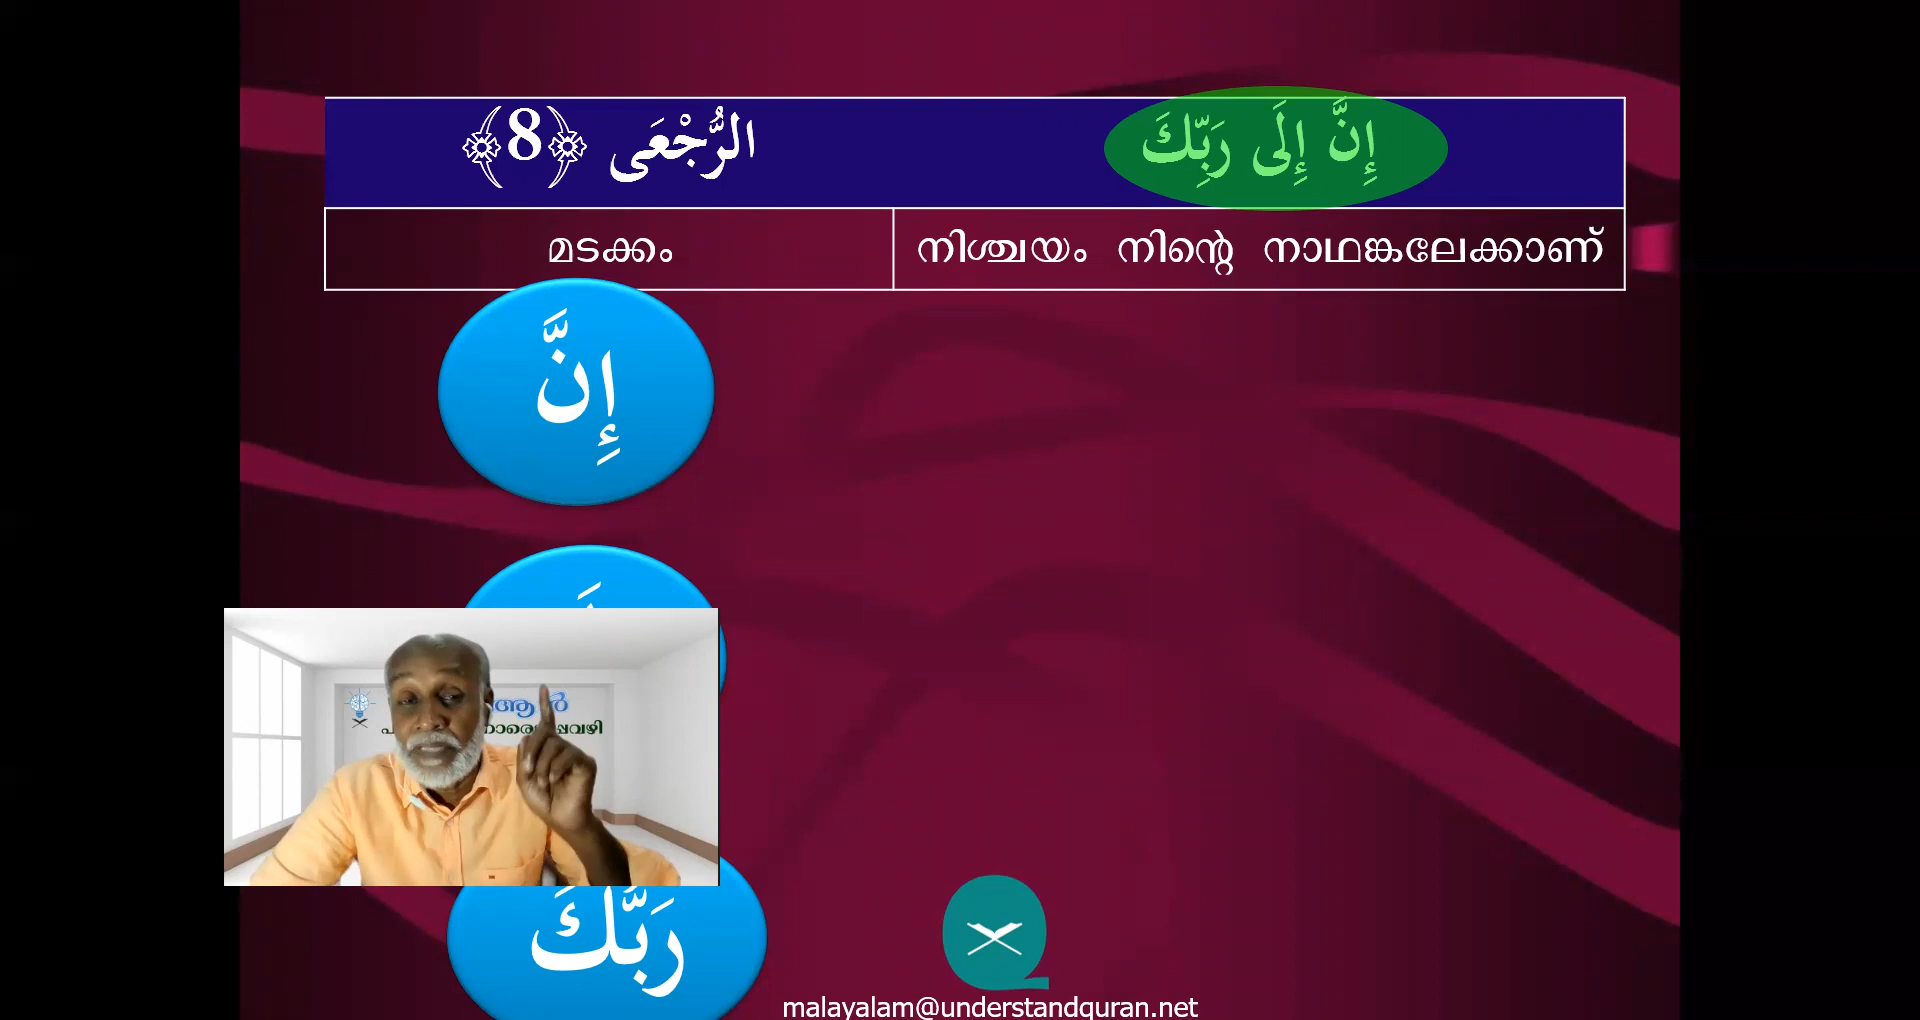 إِنَّ إِلَى رَبِّكَ الرُّجْعَى ﴿8﴾
നിശ്ചയം നിന്റെ നാഥങ്കലേക്കാണ്
മടക്കം
إِنَّ
رَبَّكَ
malayalam@understandquran.net